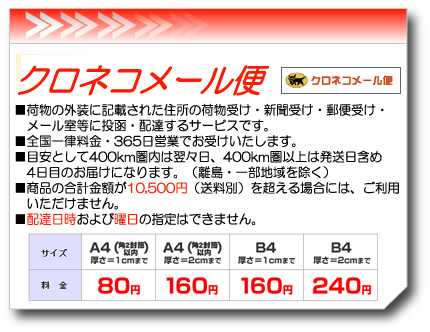 クロネコメール便
クロネコメール便
■荷物の外装に記載された住所の荷物受け・新聞受け・郵便受け・
メール室等に投函・配達するサービスです。
■全国一律料金・365日営業でお受けいたします。
■目安として400km圏内は翌々日、400km圏以上は発送日含め
4日目のお届けになります。（離島・一部地域を除く）
■商品の合計金額が10,500円（送料別）を超える場合には、ご利用
いただけません。
■配達日時および曜日の指定はできません。
サイズ A4(角2封筒以内) 厚さ=1cmまで A4(角2封筒以内) 厚さ=2cmまで B4 厚さ=1cmまで B4 厚さ=2cmまで
料 金 80円 160円 160円 240円